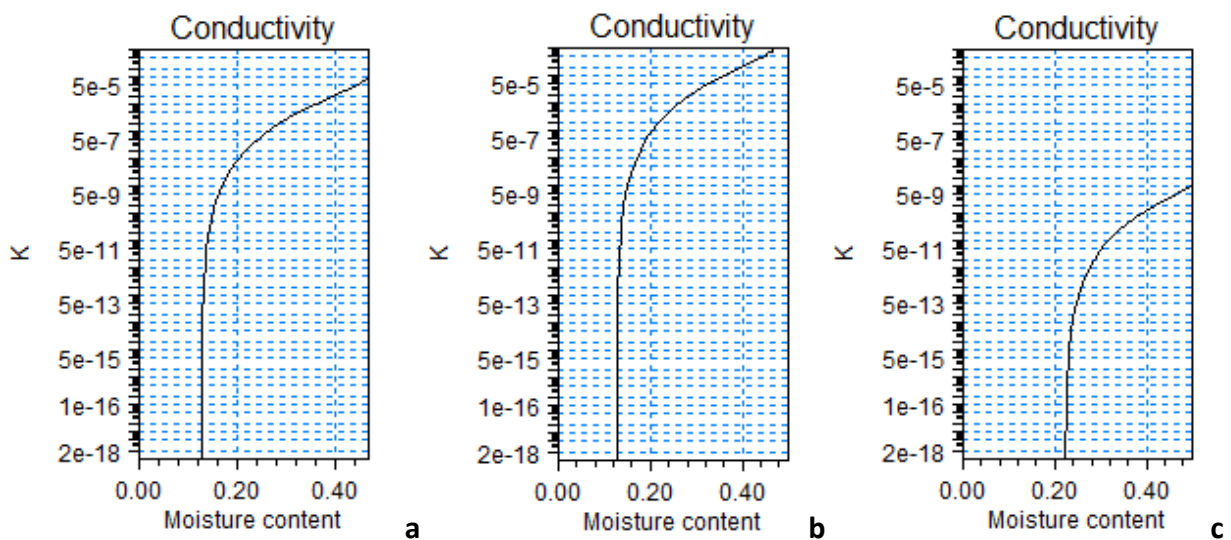 Conductivity
5e-5
5e-7
5e-9
5e-11
5e-13
5e-15
1e-16
2e-18
K
0.00 0.20 0.40
Moisture content
a
Conductivity
5e-5
5e-7
5e-9
5e-11
5e-13
5e-15
1e-16
2e-18
K
0.00 0.20 0.40
Moisture content
b
Conductivity
5e-5
5e-7
5e-9
5e-11
5e-13
5e-15
1e-16
2e-18
K
0.00 0.20 0.40
Moisture content
c